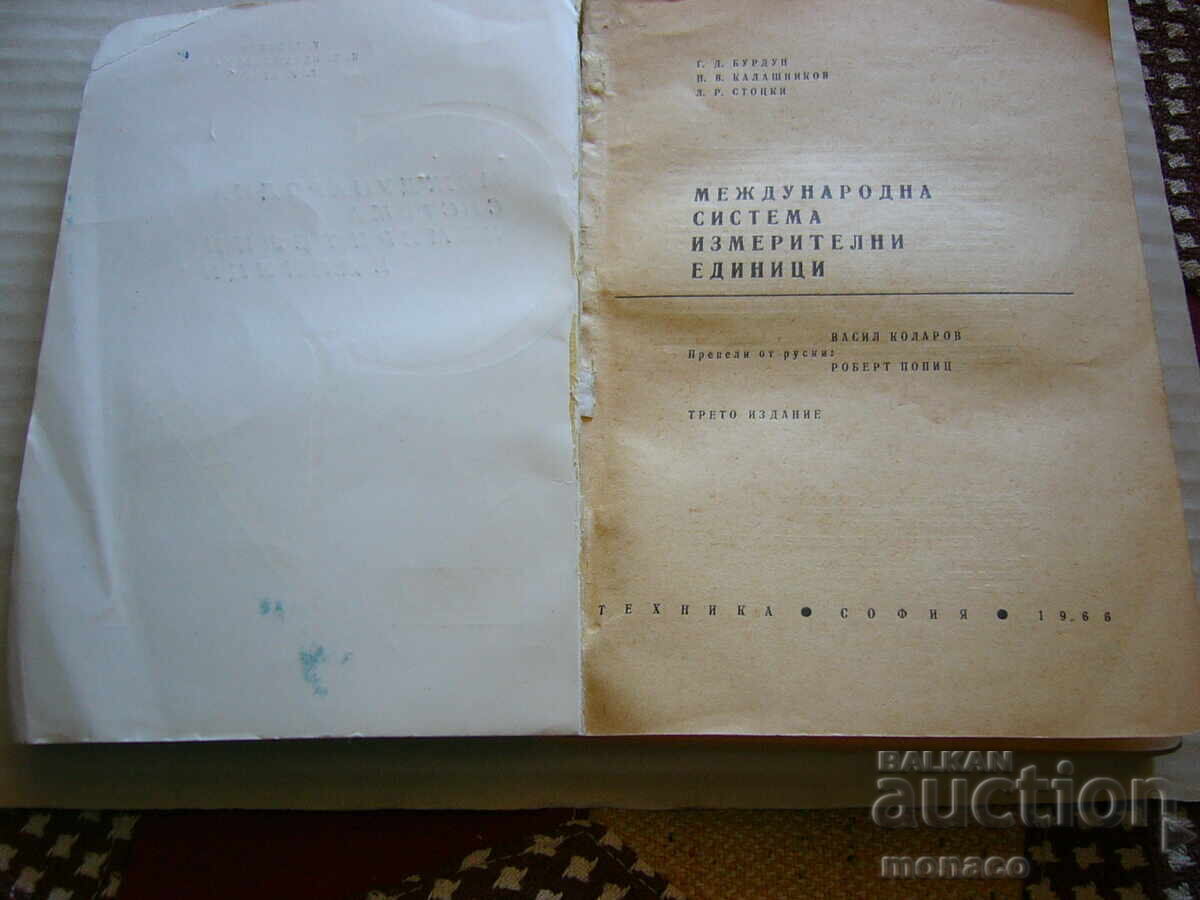 Г. Д. БУРДУН
Н. В. КАЛАШНИКОВ
Л. Р. СТОЦКИ
МЕЖДУНАРОДНА
СИСТЕМА
ИЗМЕРИТЕЛНИ
ЕДИНИЦИ
ВАСИЛ КОЛАРОВ
Превели от руски:
РОБЕРТ ПОПИЦ
ТРЕТО ИЗДАНИЕ
ТЕХНИКА ● СОФИЯ ● 1966
BALKAN
auction
monaco